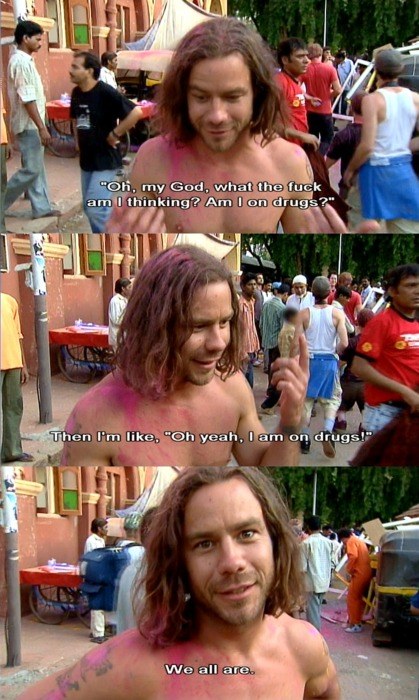 "Oh, my God, what the fuck
am I thinking? Am I on drugs?"
Then I'm like, "Oh yeah, I am on drugs!"
We all are.